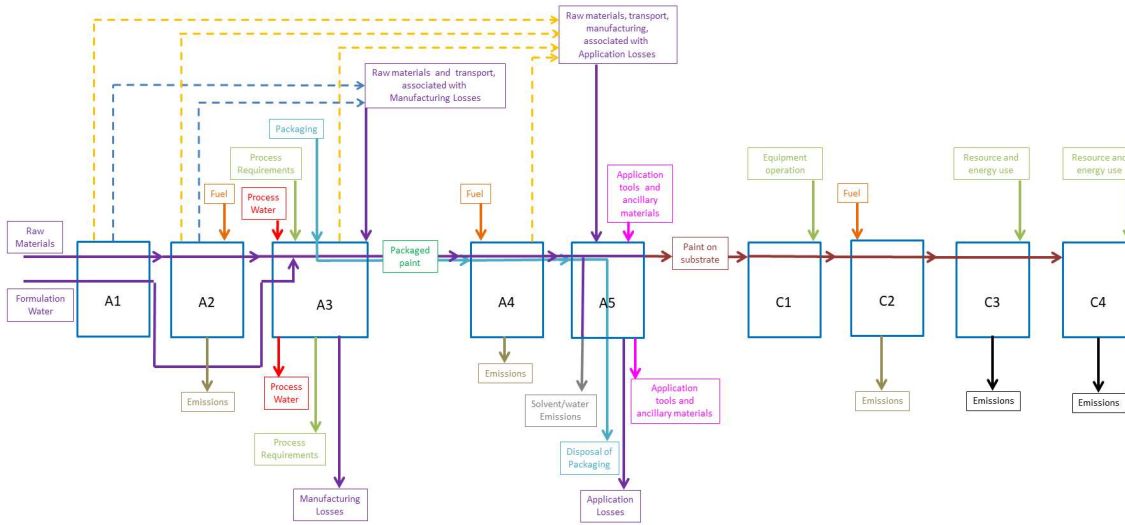 Raw materials, transport,
manufacturing,
associated with
Application Losses
Raw materials and transport,
associated with
Manufacturing Losses
Packaging
Process
Requirements
Fuel
Process
Water
Fuel
Application
tools and
ancillary
materials
Equipment
operation
Fuel
Resource and
energy use
Resource and
energy use
Raw
Materials
Formulation
Water
A1
A2
A3
Packaged
paint
A4
A5
Paint on
substrate
C1
C2
C3
C4
Emissions
Process
Water
Process
Requirements
Manufacturing
Losses
Emissions
Solvent/water
Emissions
Application
tools and
ancillary materials
Disposal of
Packaging
Application
Losses
Emissions
Emissions
Emissions